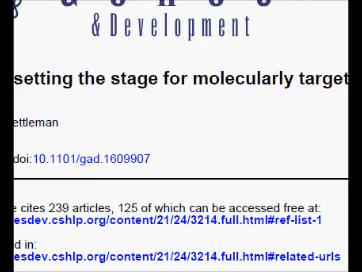 & Development
setting the stage for molecularly target
ettleman
doi:10.1101/gad.1609907
e cites 239 articles, 125 of which can be accessed free at:
esdev.cshlp.org/content/21/24/3214.full.html#ref-list-1
d in:
esdev.cshlp.org/content/21/24/3214.full.html#related-urls